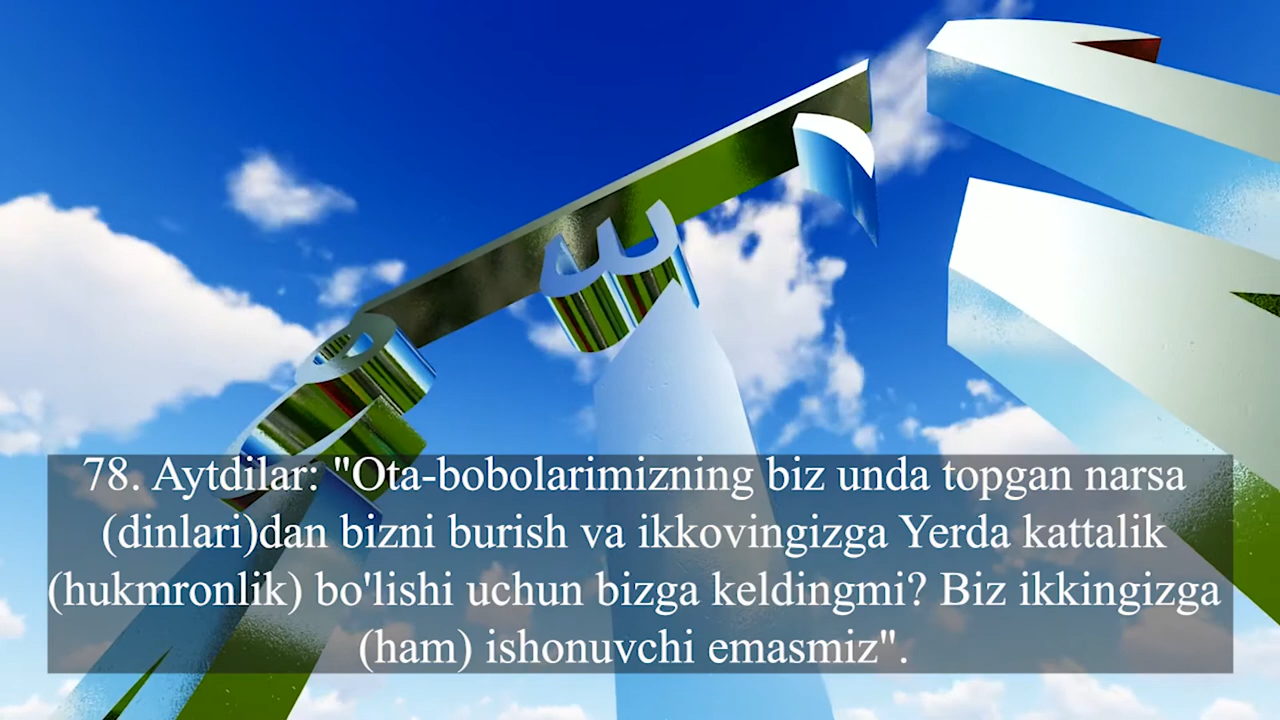 78. Aytdilar: "Ota-bobolarimizning biz unda topgan narsa
(dinlari)dan bizni burish va ikkovingizga Yerda kattalik
(hukmronlik) bo'lishi uchun bizga keldingmi? Biz ikkingizga
(ham) ishonuvchi emasmiz".